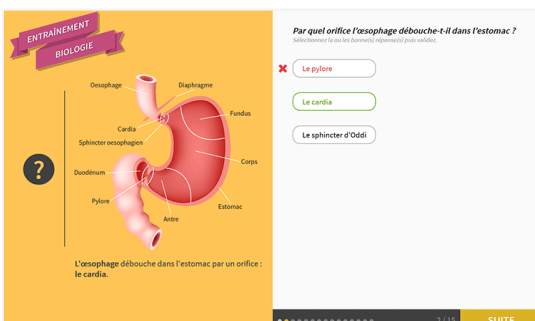 ENTRAÎNEMENT
BIOLOGIE
Oesophage
Diaphragme
Fundus
Cardia
Sphincter oesophagien
Corps
Duodénum
Pylore
Estomac
Antre
?
L'œsophage débouche dans l'estomac par un orifice :
le cardia.
Par quel orifice l'œsophage débouche-t-il dans l'estomac ?
Sélectionnez la ou les bonne(s) réponse(s) puis validez.
Le pylore
Le cardia
Le sphincter d'Oddi
2 / 15
SUITE